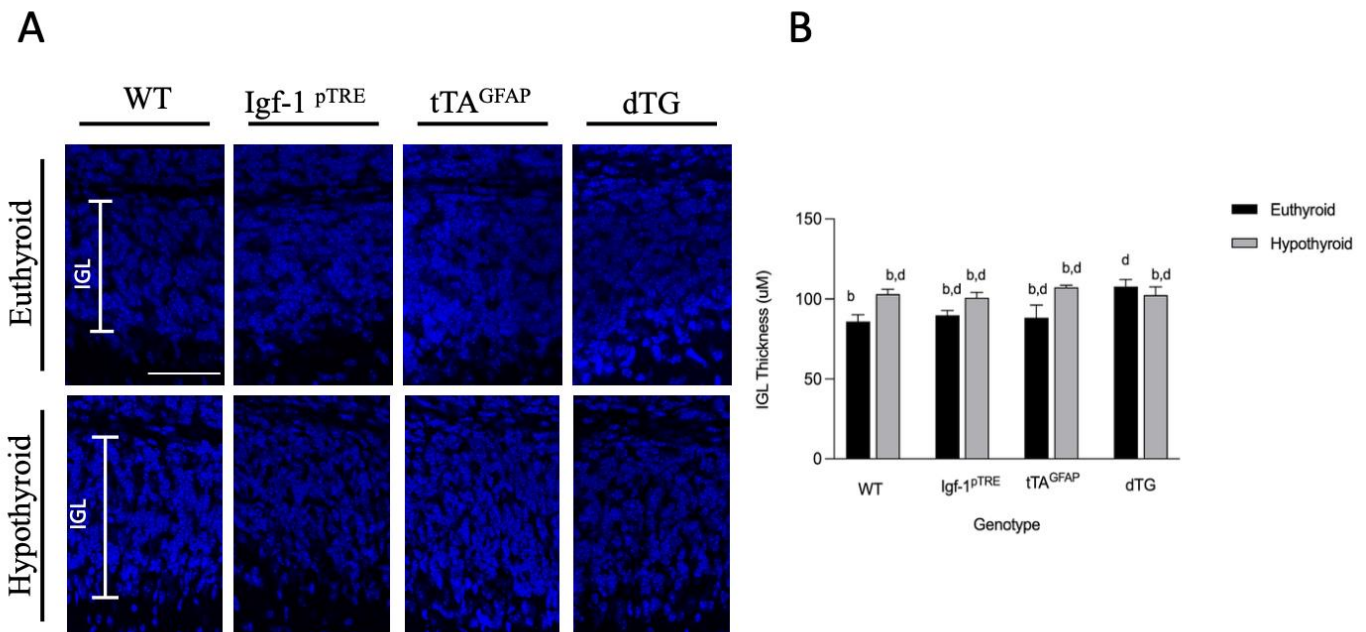 A
WT
Igf-1 pTRE
tTAGFAP
dTG
Euthyroid
IGL
Hypothyroid
IGL
B
Euthyroid
Hypothyroid
IGL Thickness (uM)
150
100
50
0
b
b,d
b,d
b,d
b,d
b,d
d
b,d
WT
Igf-1pTRE
tTAGFAP
dTG
Genotype